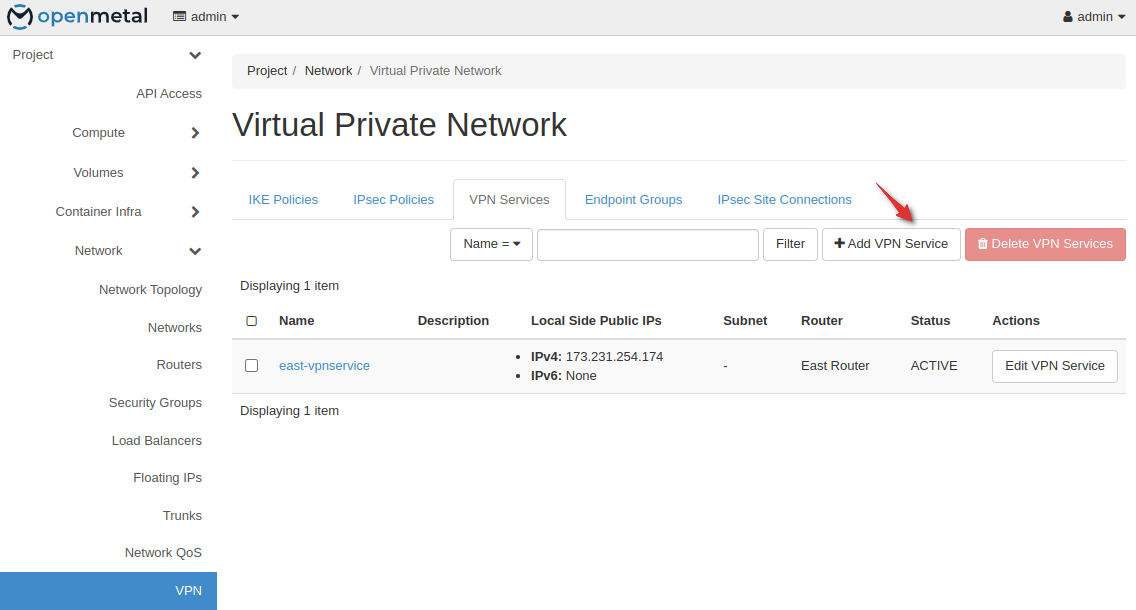 openmetal admin admin
Project
API Access
Compute
Volumes
Container Infra
Network
Network Topology
Networks
Routers
Security Groups
Load Balancers
Floating IPs
Trunks
Network QoS
VPN
Project / Network / Virtual Private Network
Virtual Private Network
IKE Policies IPsec Policies VPN Services Endpoint Groups IPsec Site Connections
Name = Filter Add VPN Service Delete VPN Services
Displaying 1 item
Name Description Local Side Public IPs Subnet Router Status Actions
east-vpnservice IPv4: 173.231.254.174 - East Router ACTIVE Edit VPN Service
IPv6: None
Displaying 1 item